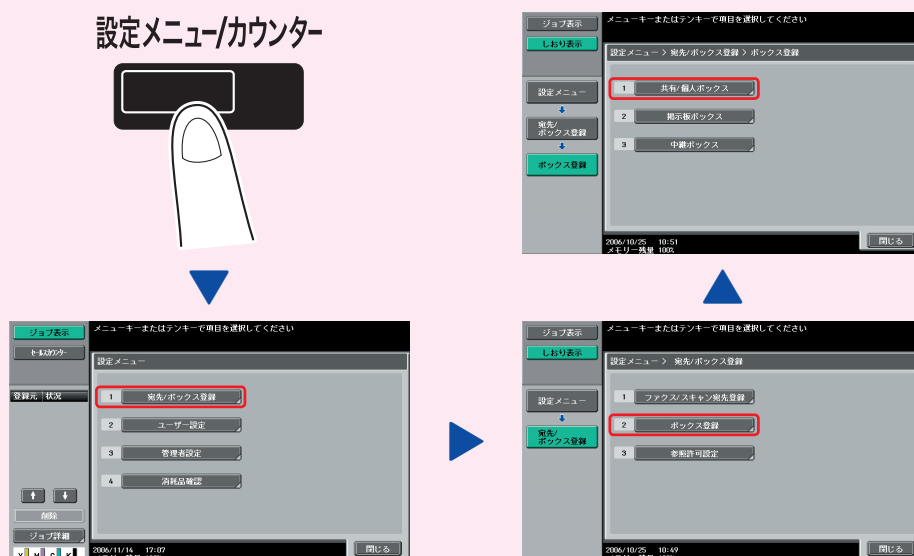 設定メニュー/カウンター
ジョブ表示
セールスカウンター
登録元 状況
削除
ジョブ詳細
Y M C K
メニューキーまたはテンキーで項目を選択してください
設定メニュー
1 宛先/ボックス登録
2 ユーザー設定
3 管理者設定
4 消耗品確認
2006/11/14 17:07
閉じる
ジョブ表示
しおり表示
設定メニュー
宛先/
ボックス登録
メニューキーまたはテンキーで項目を選択してください
設定メニュー > 宛先/ボックス登録
1 ファクス/スキャン宛先登録
2 ボックス登録
3 参照許可設定
2006/10/25 10:49
閉じる
ジョブ表示
しおり表示
設定メニュー
宛先/
ボックス登録
ボックス登録
メニューキーまたはテンキーで項目を選択してください
設定メニュー > 宛先/ボックス登録 > ボックス登録
1 共有/個人ボックス
2 掲示板ボックス
3 中継ボックス
2006/10/25 10:51
メモリー残量 100%
閉じる